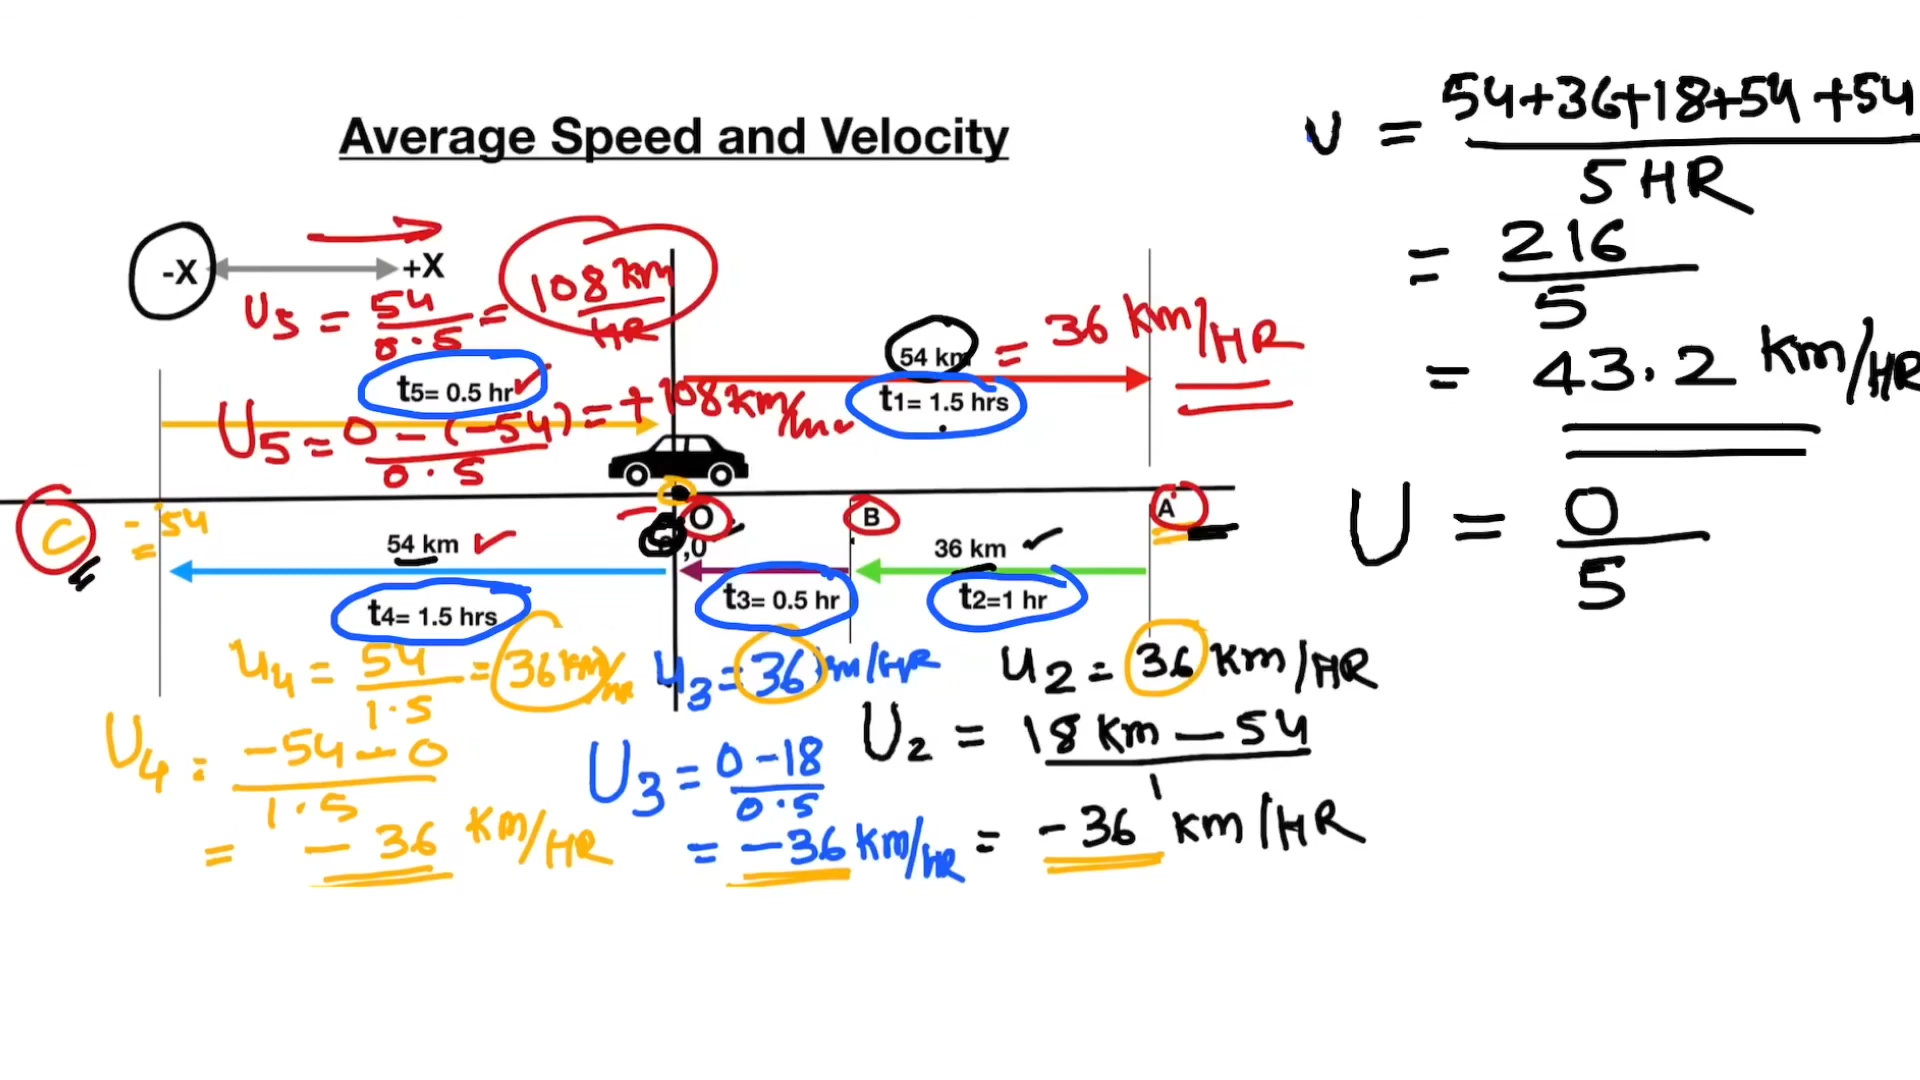 Average Speed and Velocity
-X +X
U5 = 54/0.5 = 108 km/HR
t5= 0.5 hr
U5 = 0 - (-54)/0.5 = +108 km/
54 km = 36 km/HR
t1= 1.5 hrs
υ = 54+36+18+54+54/5 HR
= 216/5
= 43.2 km/HR
U = 0/5
C -54
O B A
,0
54 km
36 km
t4= 1.5 hrs
t3= 0.5 hr
t2=1 hr
u4 = 54/1.5 = 36 km/HR
U4 = -54-0/1.5
= -36 km/HR
u3 = 36 km/HR
U3 = 0-18/0.5
= -36 km/HR
u2 = 36 km/HR
U2 = 18 km - 54/1
= -36 km/HR